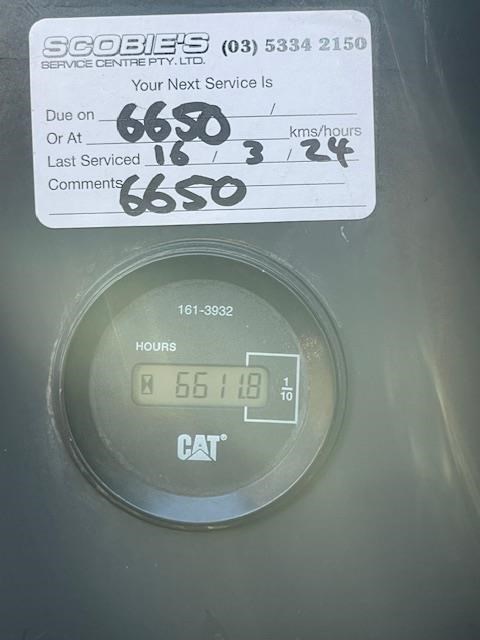 SCOBIE'S (03) 5334 2150
SERVICE CENTRE PTY. LTD.
Your Next Service Is
Due on 6650 /
Or At kms/hours
Last Serviced 16 / 3 / 24
Comments 6650
161-3932
HOURS
6611.8 1/10
CAT®